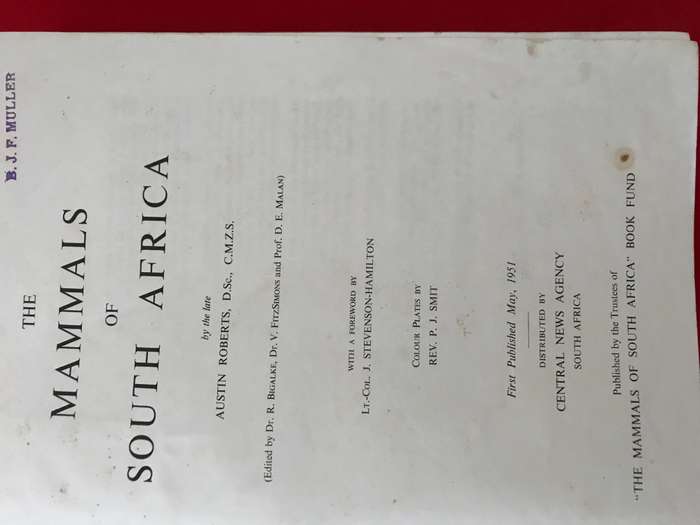 B. J. F. MULLER
THE
MAMMALS
OF
SOUTH AFRICA
by the late
AUSTIN ROBERTS, D.Sc., C.M.Z.S.
(Edited by Dr. R. BIGALKE, Dr. V. FITZSIMONS and Prof. D. E. MALAN)
WITH A FOREWORD BY
LT.-COL. J. STEVENSON-HAMILTON
COLOUR PLATES BY
REV. P. J. SMIT
First Published May, 1951
DISTRIBUTED BY
CENTRAL NEWS AGENCY
SOUTH AFRICA
Published by the Trustees of
"THE MAMMALS OF SOUTH AFRICA" BOOK FUND